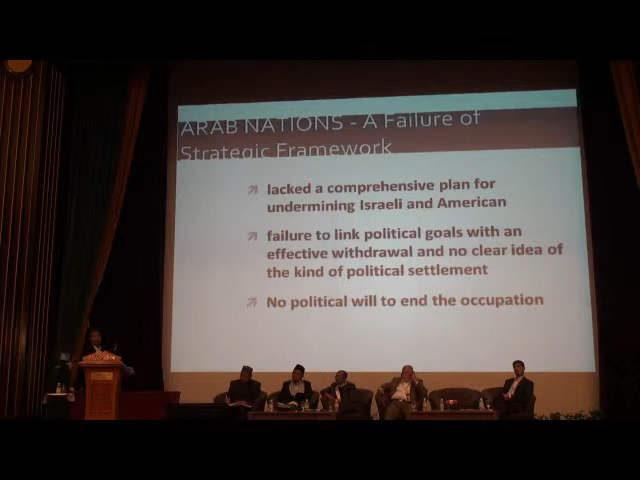 ARAB NATIONS - A Failure of
Strategic Framework
lacked a comprehensive plan for
undermining Israeli and American
failure to link political goals with an
effective withdrawal and no clear idea of
the kind of political settlement
No political will to end the occupation